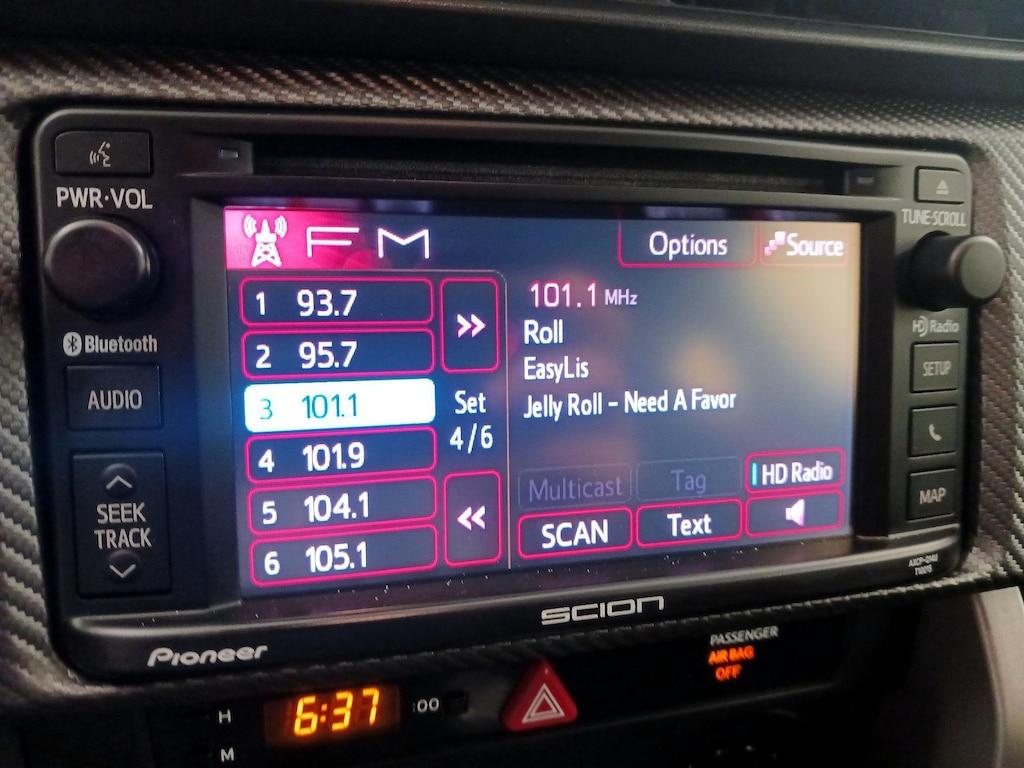 PWR·VOL
Bluetooth
AUDIO
SEEK
TRACK
FM
Options
Source
1 93.7
2 95.7
3 101.1
4 101.9
5 104.1
6 105.1
Set
4/6
101.1 MHz
Roll
EasyLis
Jelly Roll - Need A Favor
Multicast
Tag
HD Radio
SCAN
Text
TUNE·SCROLL
HD Radio
SETUP
MAP
SCION
Pioneer
PASSENGER
AIR BAG
OFF
H
6:37
:00
M